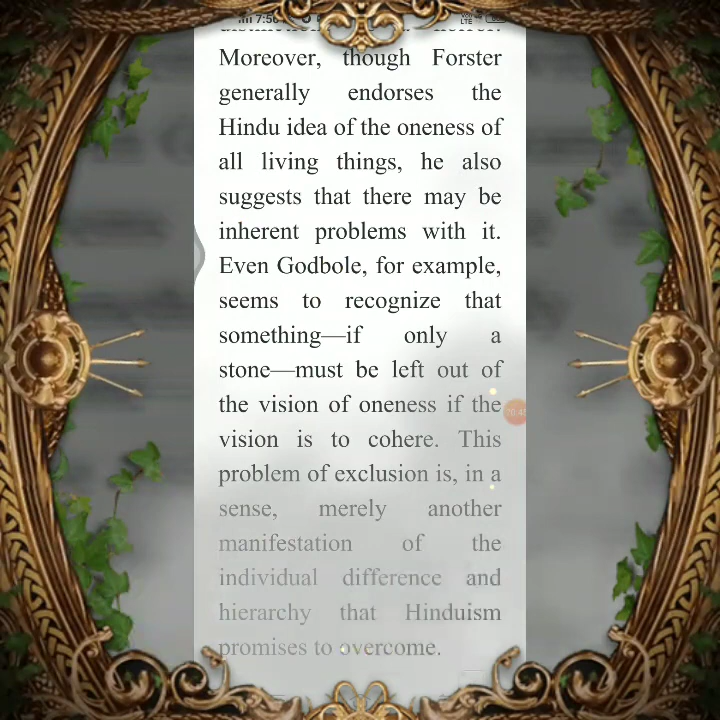 7:50
LTE
Moreover, though Forster
generally endorses the
Hindu idea of the oneness of
all living things, he also
suggests that there may be
inherent problems with it.
Even Godbole, for example,
seems to recognize that
something—if only a
stone—must be left out of
the vision of oneness if the
vision is to cohere. This
problem of exclusion is, in a
sense, merely another
manifestation of the
individual difference and
hierarchy that Hinduism
promises to overcome.